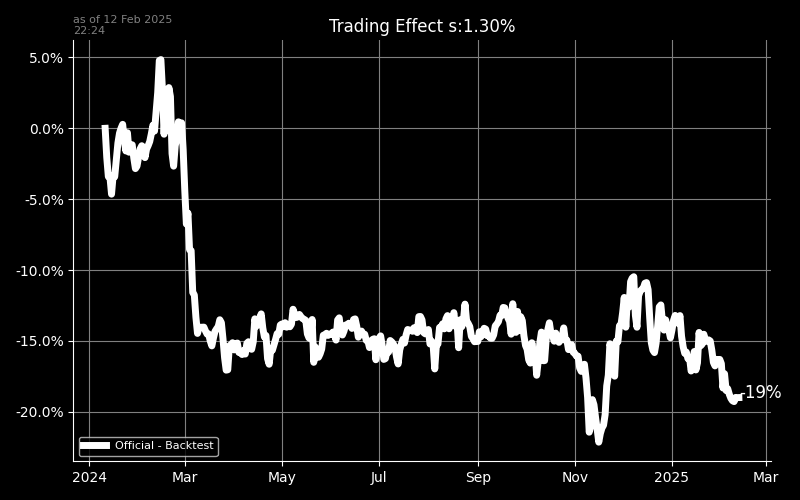 as of 12 Feb 2025
22:24
Trading Effect s:1.30%
5.0%
0.0%
-5.0%
-10.0%
-15.0%
-20.0%
-19%
Official - Backtest
2024 Mar May Jul Sep Nov 2025 Mar